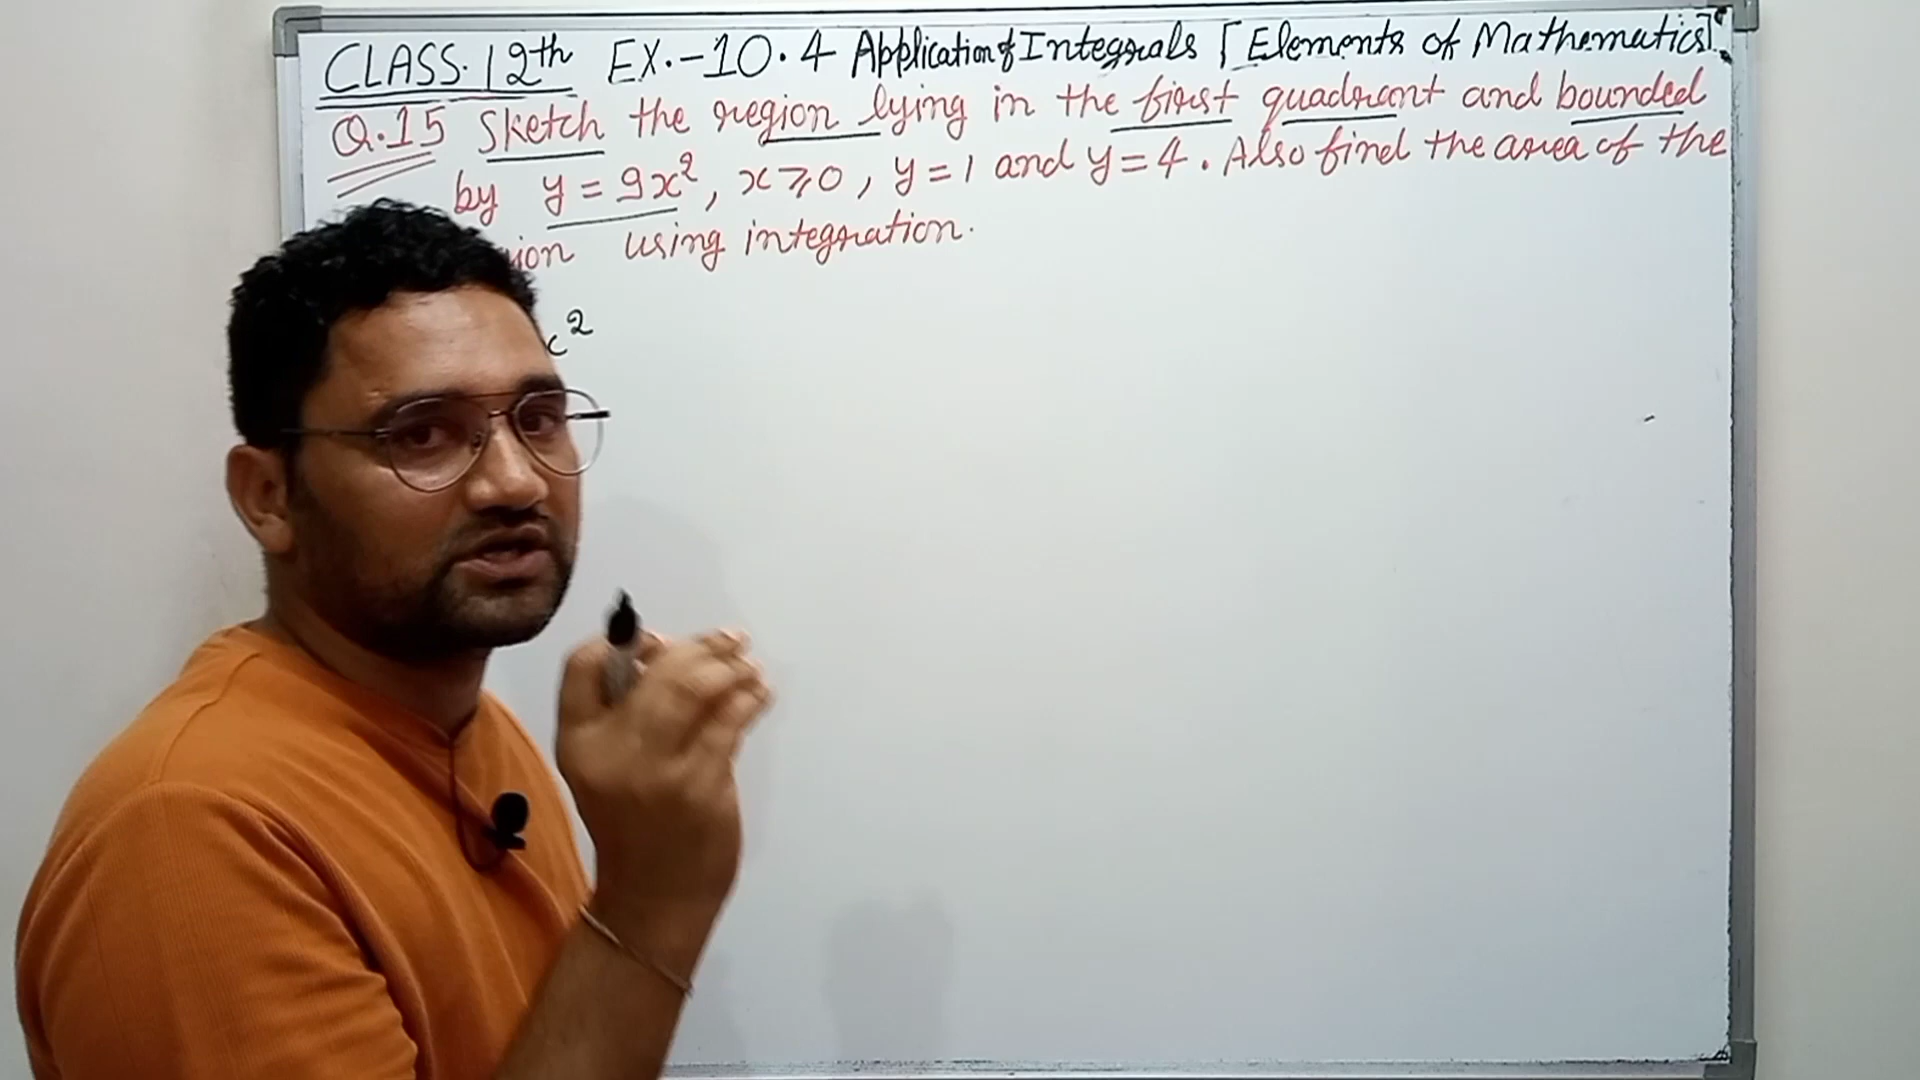 CLASS. 12th EX.-10.4 Application of Integrals [Elements of Mathematics]
Q.15 Sketch the region lying in the first quadrant and bounded
by y = 9x², x ⩾ 0, y = 1 and y = 4. Also find the area of the
using integration.
x²